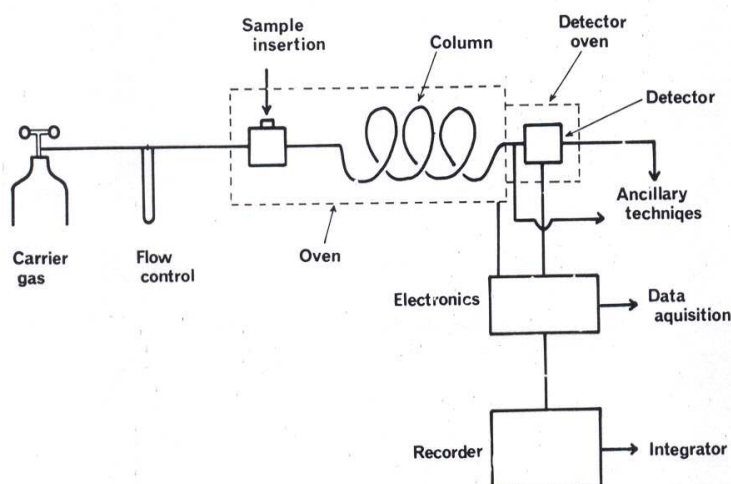 Sample
insertion
Column
Detector
oven
Detector
Carrier
gas
Flow
control
Oven
Ancillary
techniqes
Electronics
Data
aquisition
Recorder
Integrator